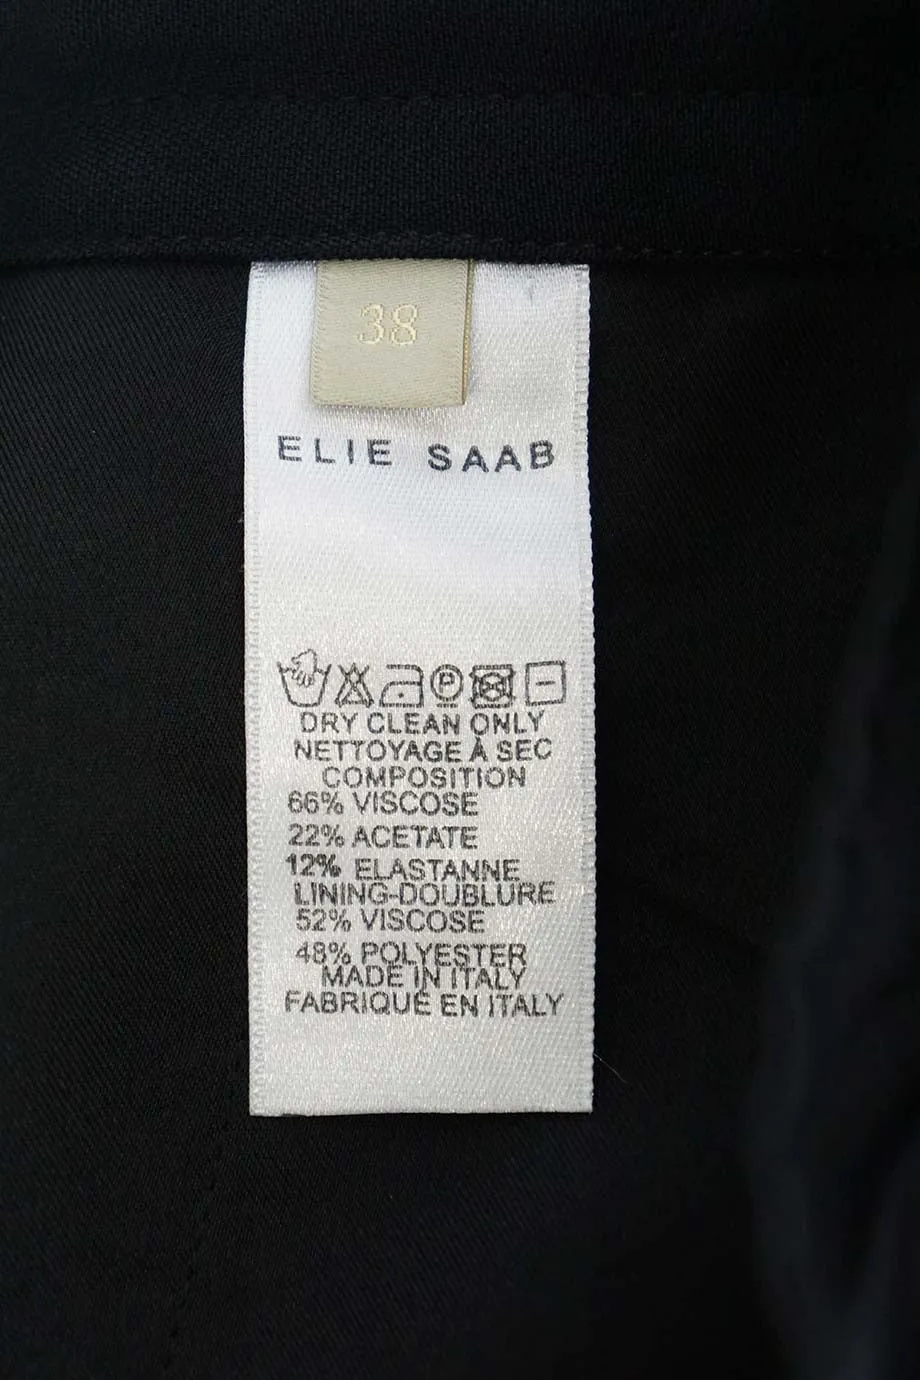 38
ELIE SAAB
P
DRY CLEAN ONLY
NETTOYAGE À SEC
COMPOSITION
66% VISCOSE
22% ACETATE
12% ELASTANNE
LINING-DOUBLURE
52% VISCOSE
48% POLYESTER
MADE IN ITALY
FABRIQUÉ EN ITALY